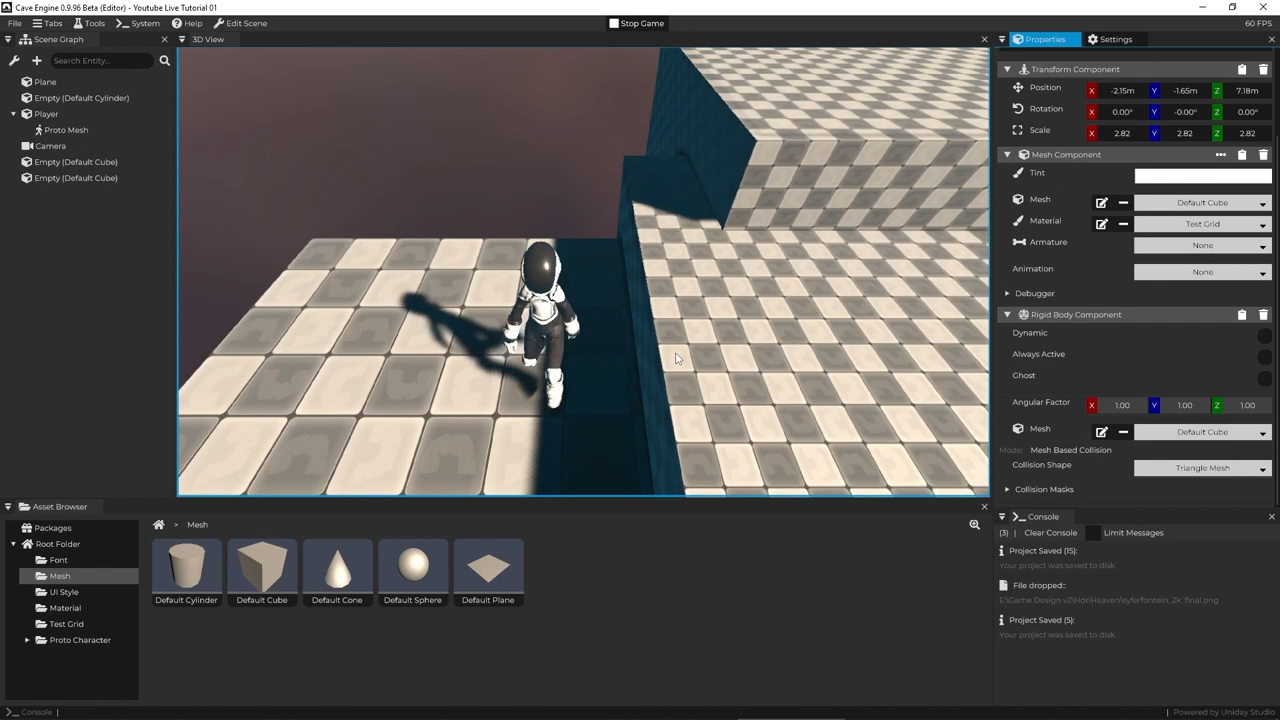 Cave Engine 0.9.96 Beta (Editor) - Youtube Live Tutorial 01
File Tabs Tools System Help Edit Scene Stop Game 60 FPS
Scene Graph
Search Entity...
Plane
Empty (Default Cylinder)
Player
Proto Mesh
Camera
Empty (Default Cube)
Empty (Default Cube)
3D View
Properties Settings
Transform Component
Position X -2.15m Y -1.65m Z 7.18m
Rotation X 0.00° Y -0.00° Z 0.00°
Scale X 2.82 Y 2.82 Z 2.82
Mesh Component
Tint
Mesh Default Cube
Material Test Grid
Armature None
Animation None
Debugger
Rigid Body Component
Dynamic
Always Active
Ghost
Angular Factor X 1.00 Y 1.00 Z 1.00
Mesh Default Cube
Mode: Mesh Based Collision
Collision Shape Triangle Mesh
Collision Masks
Asset Browser
Packages
Root Folder
Font
Mesh
UI Style
Material
Test Grid
Proto Character
> Mesh
Default Cylinder Default Cube Default Cone Default Sphere Default Plane
Console
(3) Clear Console Limit Messages
Project Saved (15):
Your project was saved to disk.
File dropped::
E:\Game Design v2\HdriHeaven\syferfontein_2k_final.png
Project Saved (5):
Your project was saved to disk.
Console
Powered by Uniday Studio